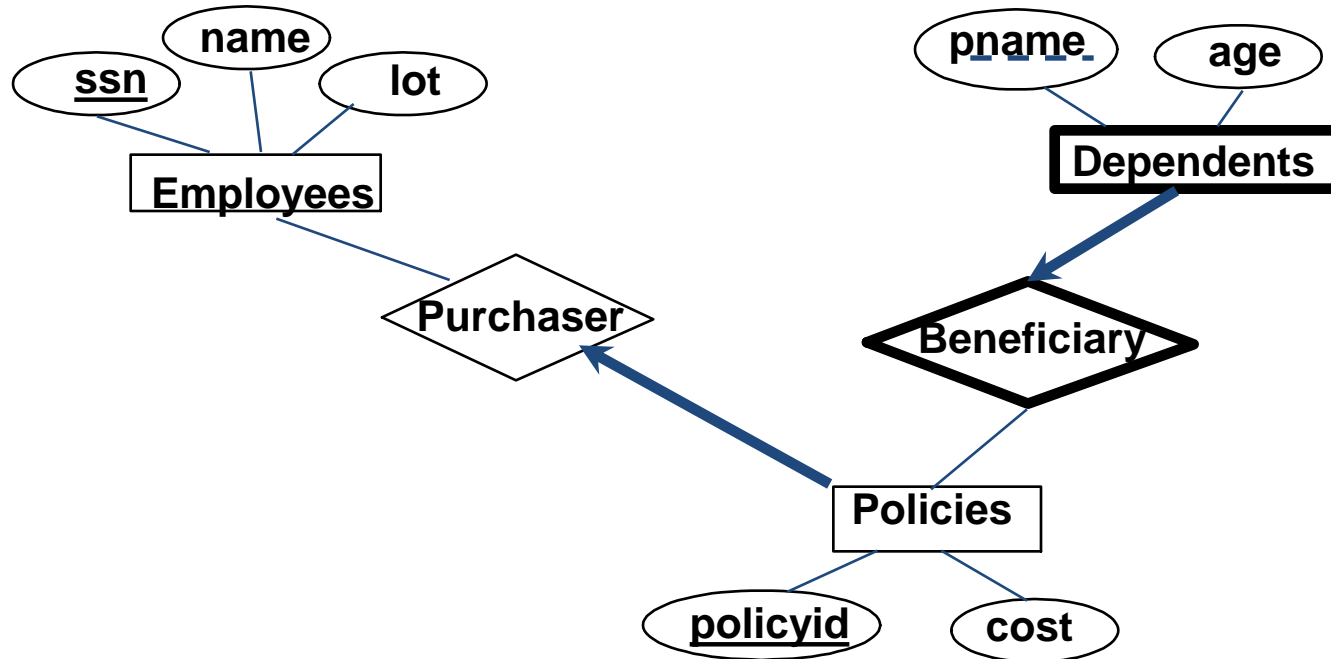 name
ssn
lot
pname
age
Employees
Dependents
Purchaser
Beneficiary
Policies
policyid
cost